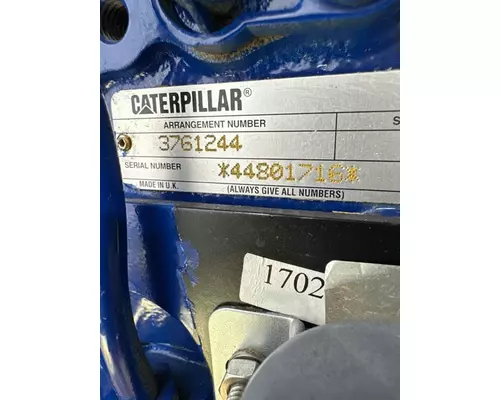 CATERPILLAR®
ARRANGEMENT NUMBER
S
3761244
SERIAL NUMBER
*44801716*
MADE IN U.K.
(ALWAYS GIVE ALL NUMBERS)
1702